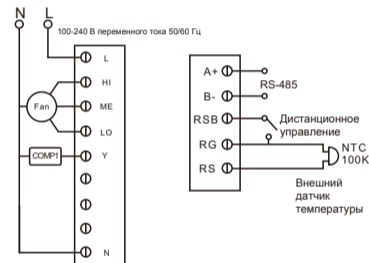 N L
100-240 В переменного тока 50/60 Гц
L
HI
Fan
ME
LO
COMP1
Y
N
A+
RS-485
B-
RSB
Дистанционное
управление
RG
NTC
100K
RS
Внешний
датчик
температуры